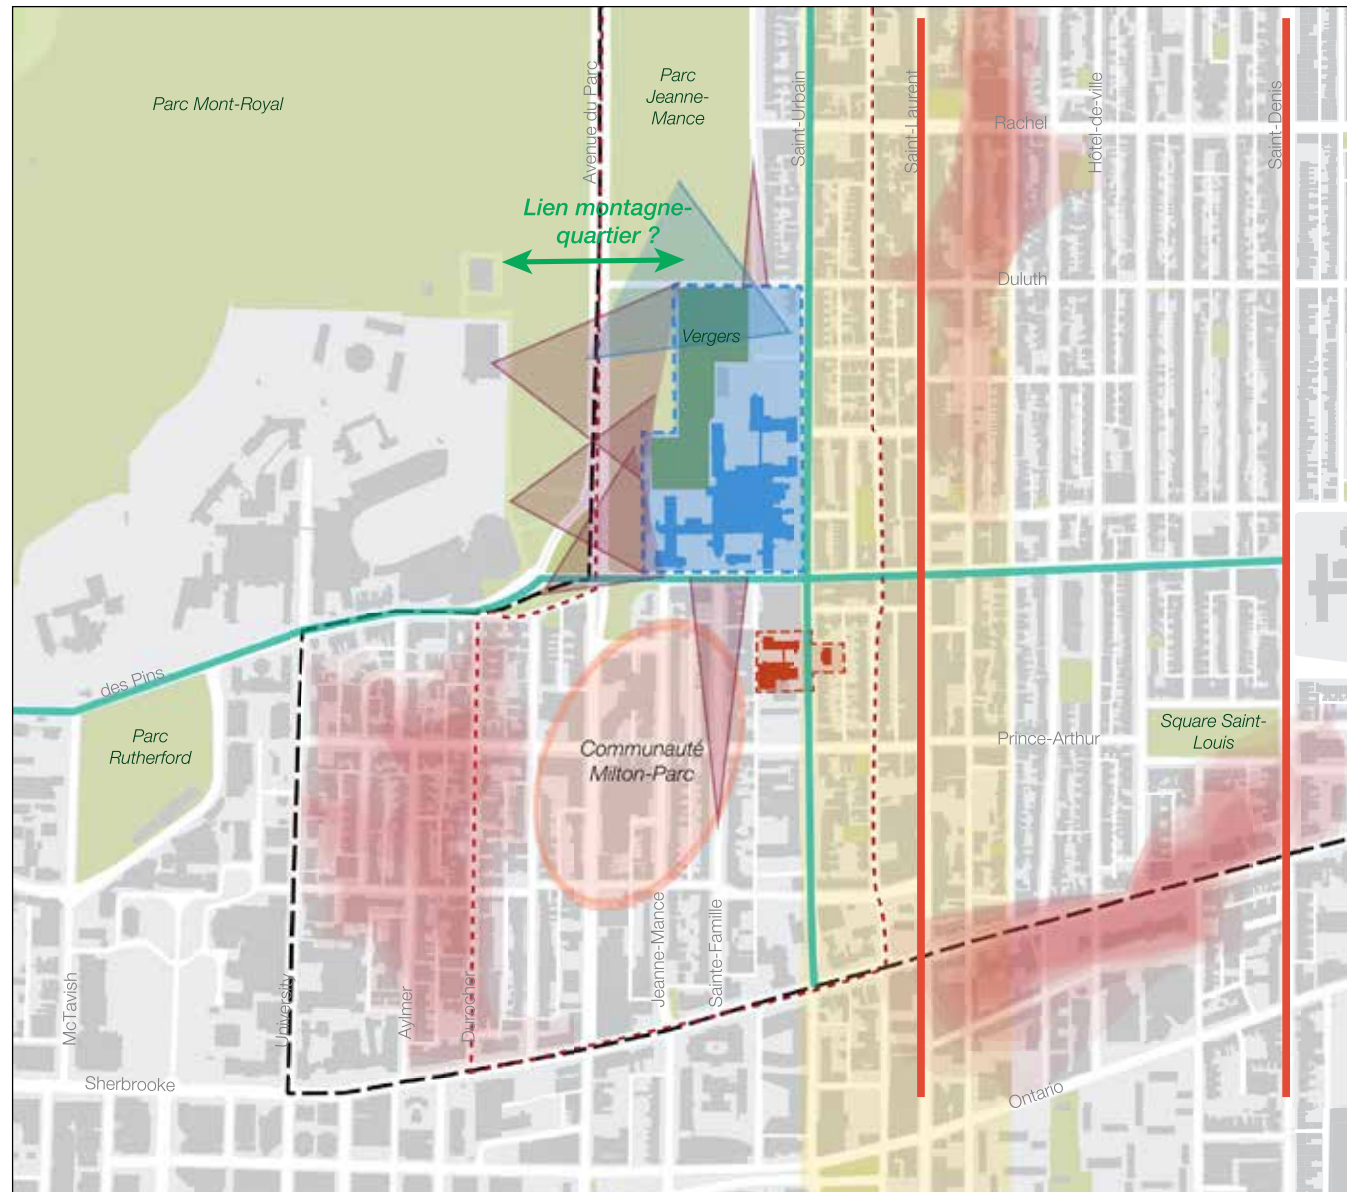 Parc Mont-Royal
Avenue du Parc
Parc
Jeanne-
Mance
Saint-Urbain
Saint-Laurent
Rachel
Hôtel-de-ville
Saint-Denis
Lien montagne-
quartier ?
Duluth
Vergers
des Pins
Parc
Rutherford
Communauté
Milton-Parc
Prince-Arthur
Square Saint-
Louis
McTavish
University
Aylmer
Durocher
Jeanne-Mance
Sainte-Famille
Sherbrooke
Ontario